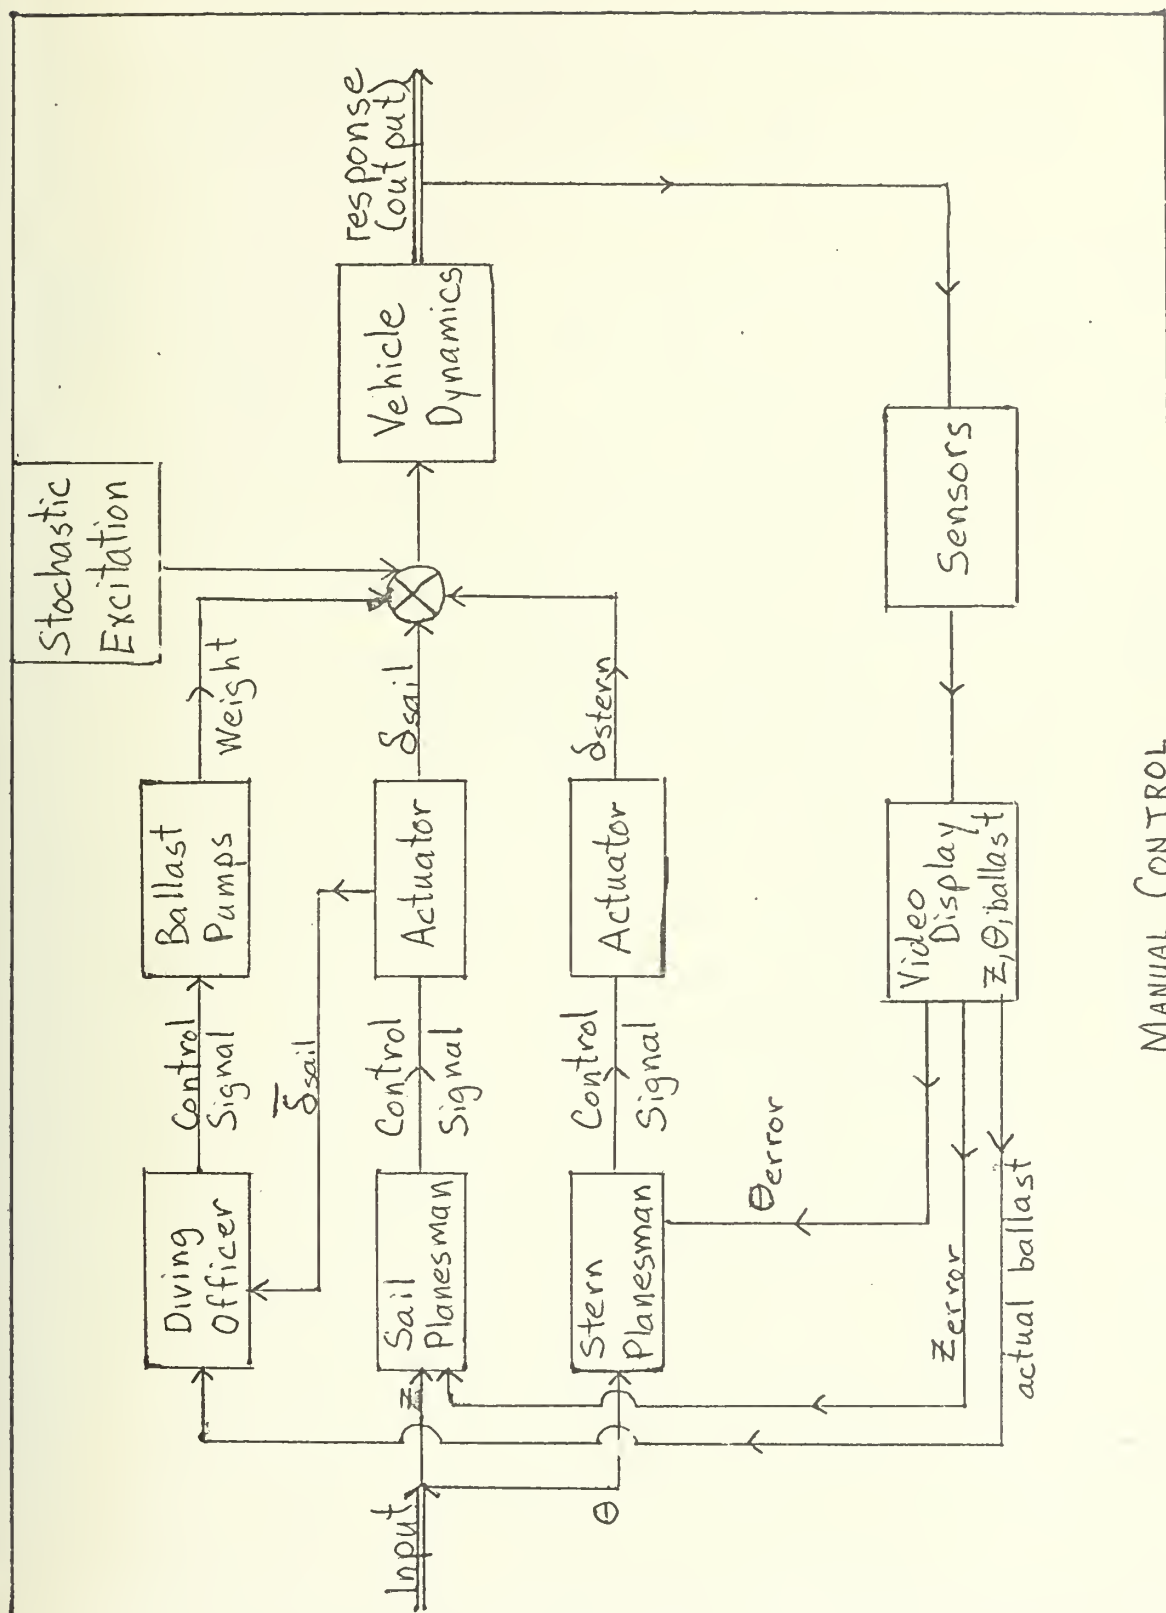 Stochastic
Excitation
Diving
Officer
Control
Signal
Ballast
Pumps
Weight
δ̄sail
Input
Z
Sail
Planesman
Control
Signal
Actuator
δsail
Vehicle
Dynamics
response
(output)
θ
Stern
Planesman
Control
Signal
Actuator
δstern
θerror
Zerror
actual ballast
Video
Display
Z,θ,ballast
Sensors
MANUAL CONTROL